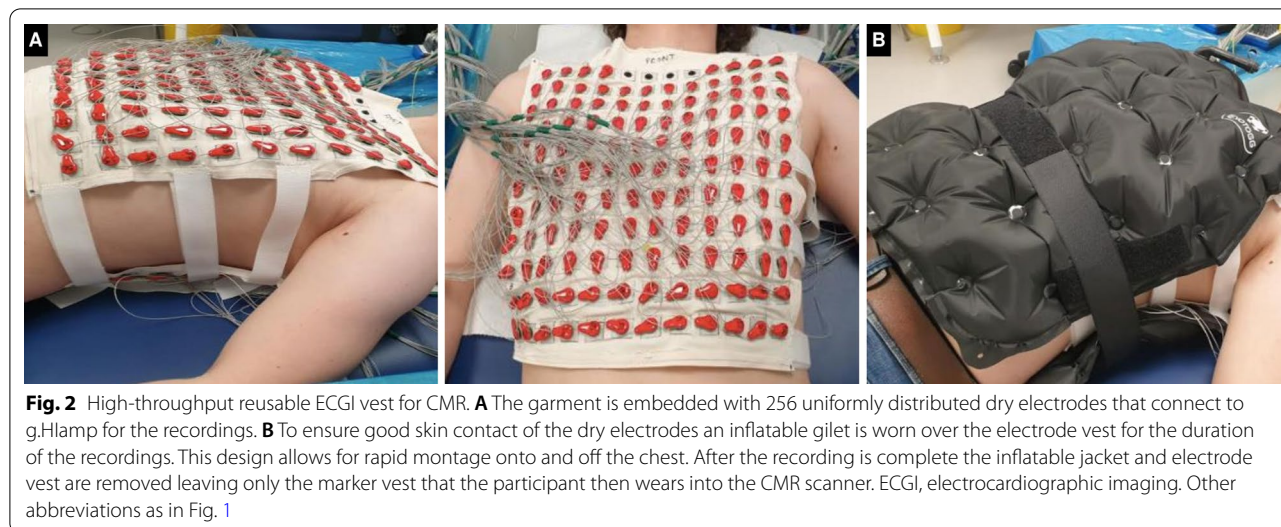 A
B
FRONT
Fig. 2 High-throughput reusable ECGI vest for CMR. A The garment is embedded with 256 uniformly distributed dry electrodes that connect to
g.HIamp for the recordings. B To ensure good skin contact of the dry electrodes an inflatable gilet is worn over the electrode vest for the duration
of the recordings. This design allows for rapid montage onto and off the chest. After the recording is complete the inflatable jacket and electrode
vest are removed leaving only the marker vest that the participant then wears into the CMR scanner. ECGI, electrocardiographic imaging. Other
abbreviations as in Fig. 1